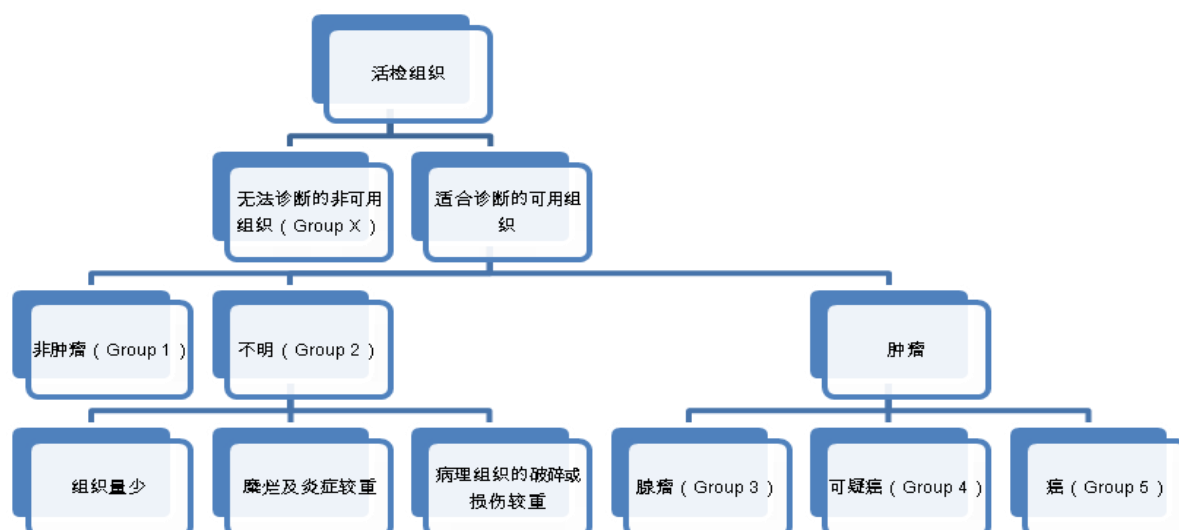 活检组织
无法诊断的非可用
组织（Group X）
适合诊断的可用组
织
非肿瘤（Group 1）
不明（Group 2）
肿瘤
组织量少
糜烂及炎症较重
病理组织的破碎或
损伤较重
腺瘤（Group 3）
可疑癌（Group 4）
癌（Group 5）